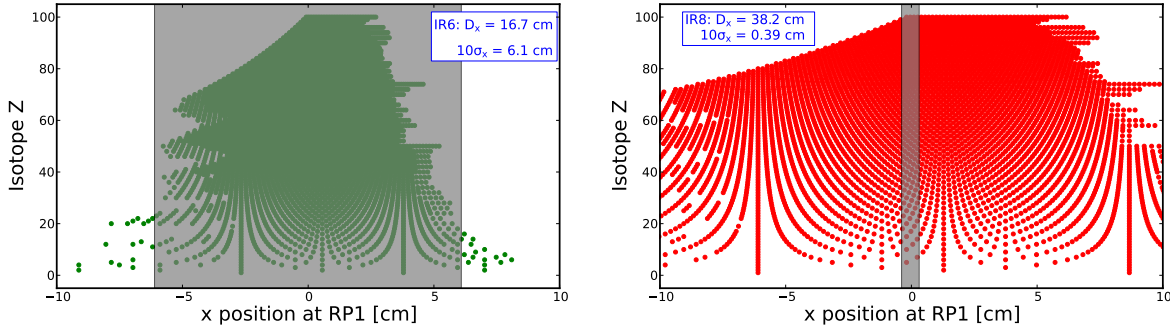 IR6: Dx = 16.7 cm
10σx = 6.1 cm
Isotope Z
100
80
60
40
20
0
−10
−5
0
5
10
x position at RP1 [cm]
IR8: Dx = 38.2 cm
10σx = 0.39 cm
Isotope Z
100
80
60
40
20
0
−10
−5
0
5
10
x position at RP1 [cm]